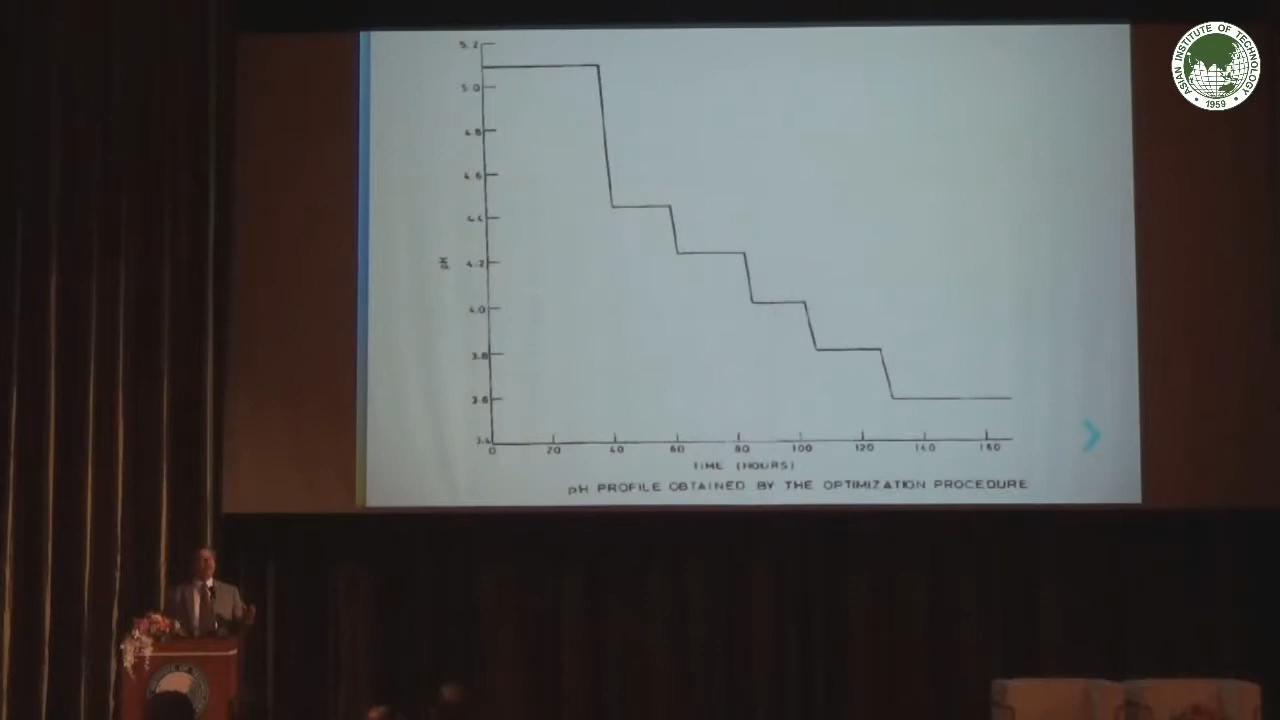 5.2
5.0
4.8
4.6
4.4
4.2
4.0
3.8
3.6
3.4
pH
0 20 40 60 80 100 120 140 160
TIME (HOURS)
pH PROFILE OBTAINED BY THE OPTIMIZATION PROCEDURE
ASIAN INSTITUTE OF TECHNOLOGY
• 1959 •